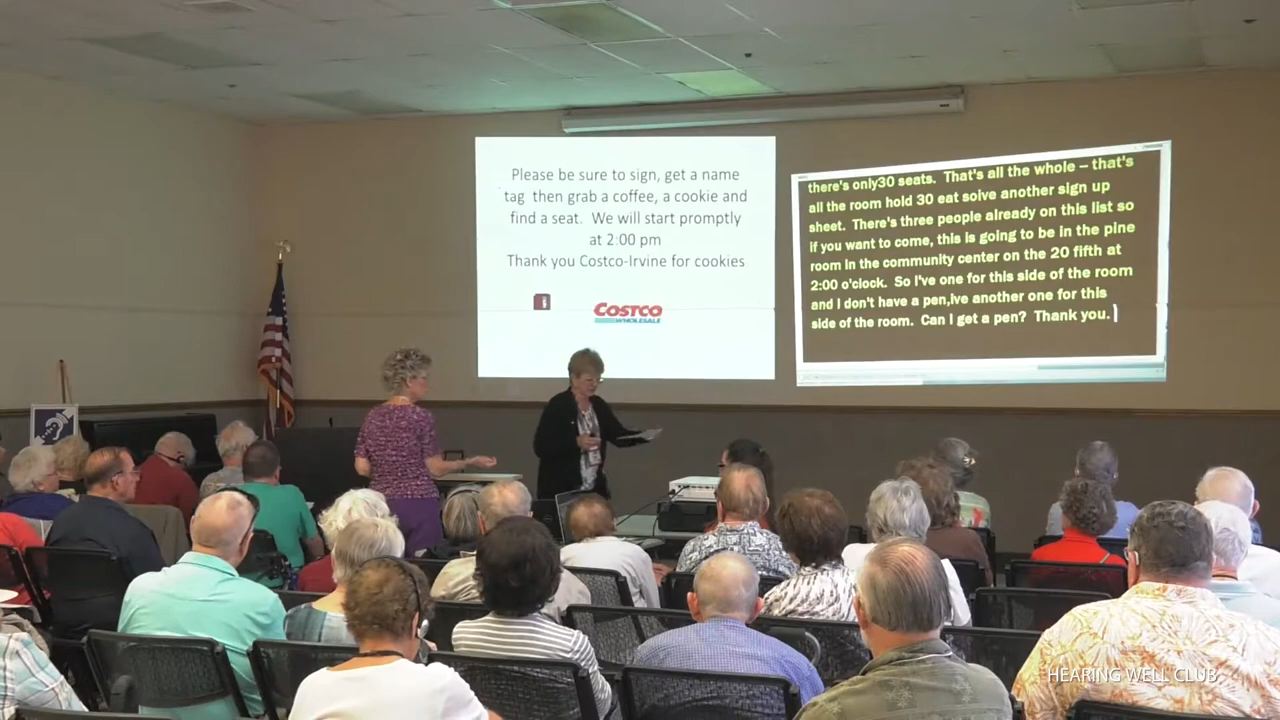 Please be sure to sign, get a name
tag then grab a coffee, a cookie and
find a seat. We will start promptly
at 2:00 pm
Thank you Costco-Irvine for cookies
COSTCO
WHOLESALE
there's only30 seats. That's all the whole – that's
all the room hold 30 eat soive another sign up
sheet. There's three people already on this list so
if you want to come, this is going to be in the pine
room in the community center on the 20 fifth at
2:00 o'clock. So I've one for this side of the room
and I don't have a pen,ive another one for this
side of the room. Can I get a pen? Thank you.
HEARING WELL CLUB